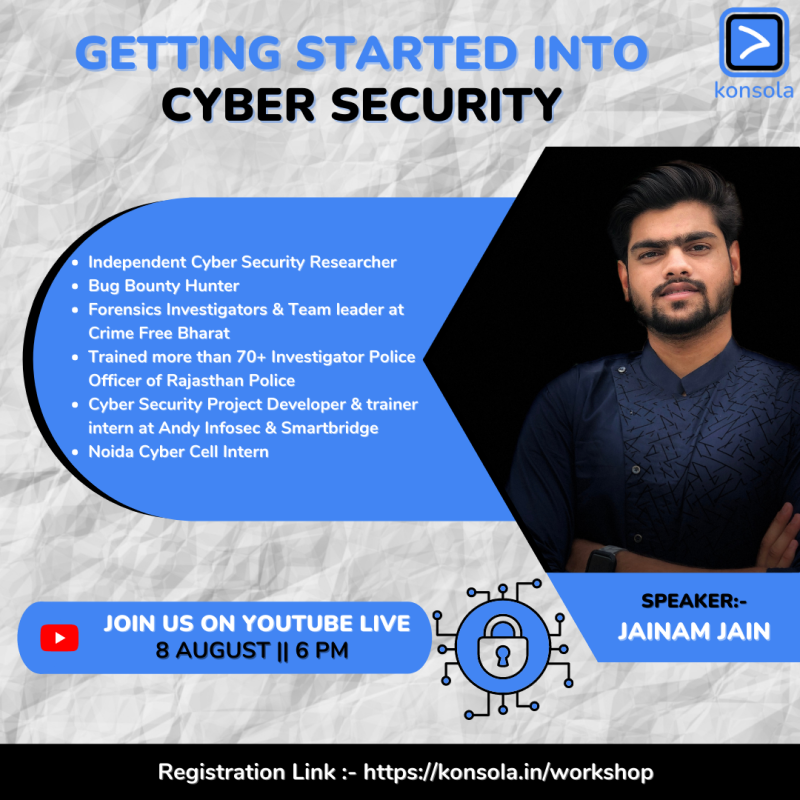 GETTING STARTED INTO
CYBER SECURITY
konsola
Independent Cyber Security Researcher
Bug Bounty Hunter
Forensics Investigators & Team leader at
Crime Free Bharat
Trained more than 70+ Investigator Police
Officer of Rajasthan Police
Cyber Security Project Developer & trainer
intern at Andy Infosec & Smartbridge
Noida Cyber Cell Intern
JOIN US ON YOUTUBE LIVE
8 AUGUST || 6 PM
SPEAKER:-
JAINAM JAIN
Registration Link :- https://konsola.in/workshop